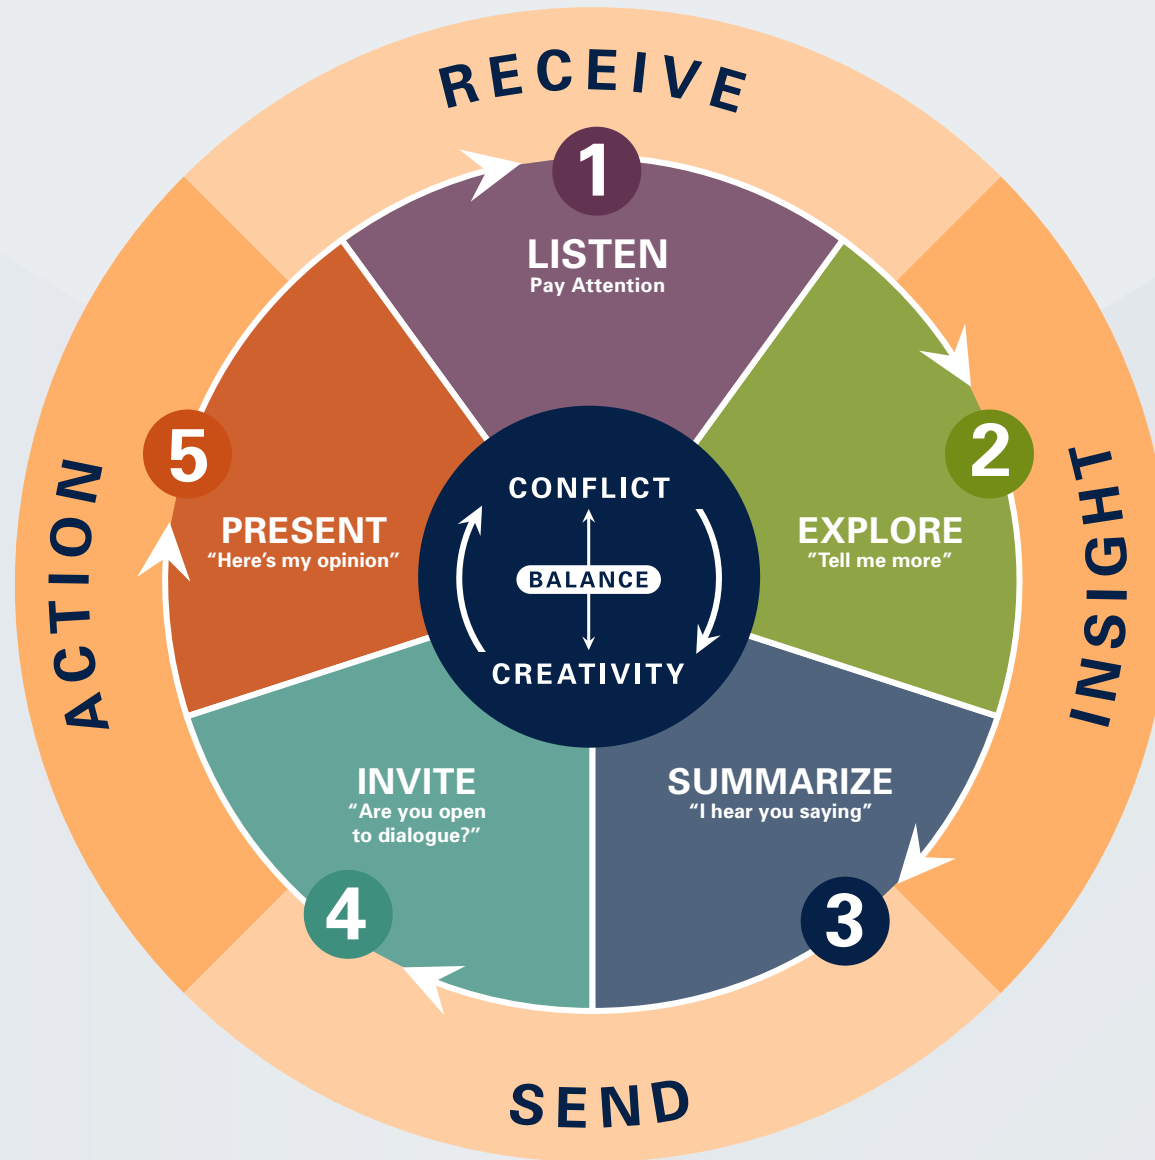 RECEIVE
1
LISTEN
Pay Attention
INSIGHT
2
EXPLORE
”Tell me more”
3
SUMMARIZE
“I hear you saying”
SEND
4
INVITE
“Are you open
to dialogue?”
ACTION
5
PRESENT
“Here’s my opinion”
CONFLICT
BALANCE
CREATIVITY